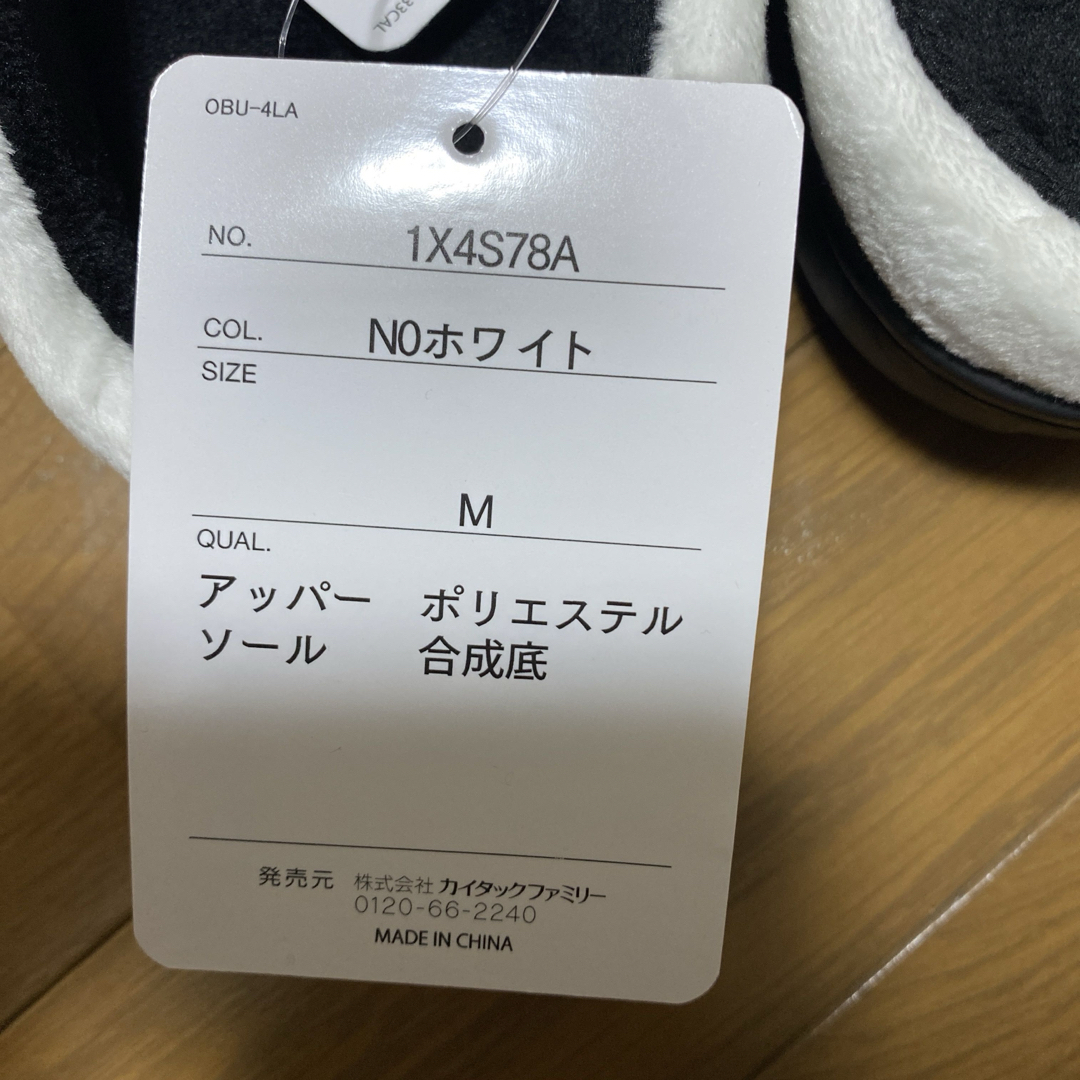 33CAL
OBU-4LA
NO. 1X4S78A
COL. N0ホワイト
SIZE
M
QUAL.
アッパー ポリエステル
ソール 合成底
発売元 株式会社 カイタックファミリー
0120-66-2240
MADE IN CHINA